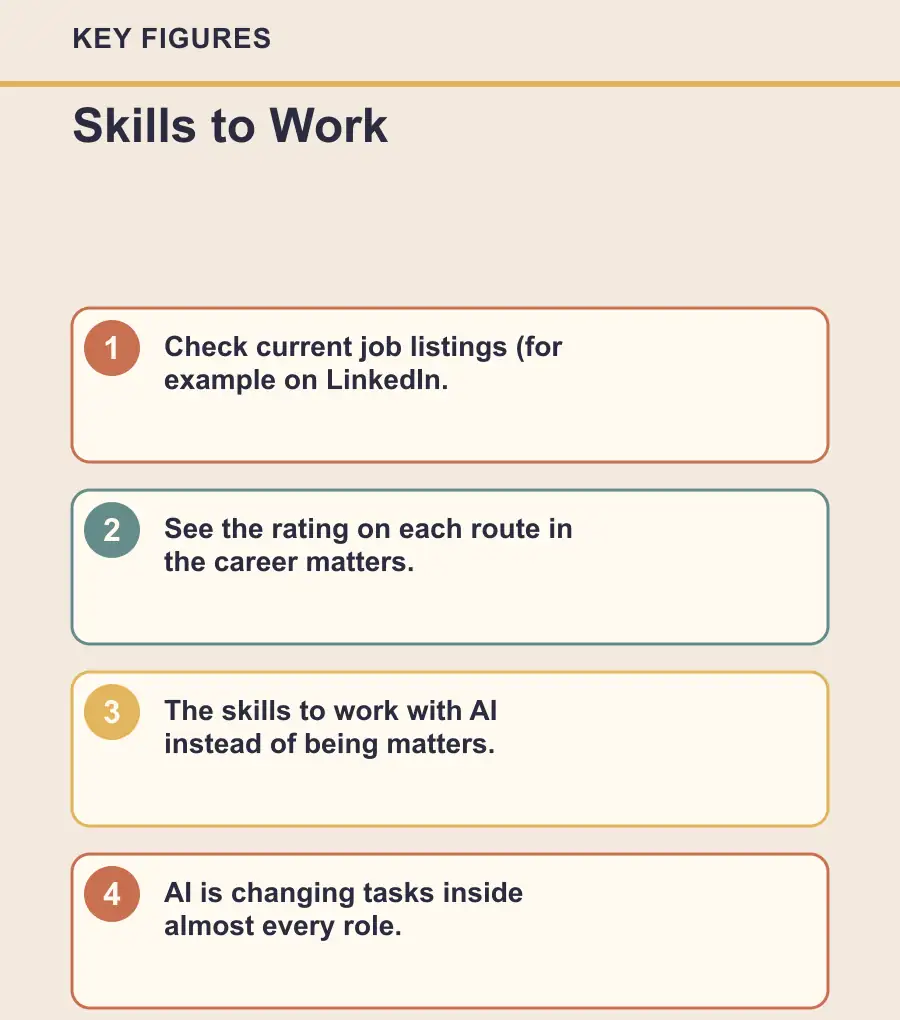 KEY FIGURES
Skills to Work
1
Check current job listings (for
example on LinkedIn.
2
See the rating on each route in
the career matters.
3
The skills to work with AI
instead of being matters.
4
AI is changing tasks inside
almost every role.